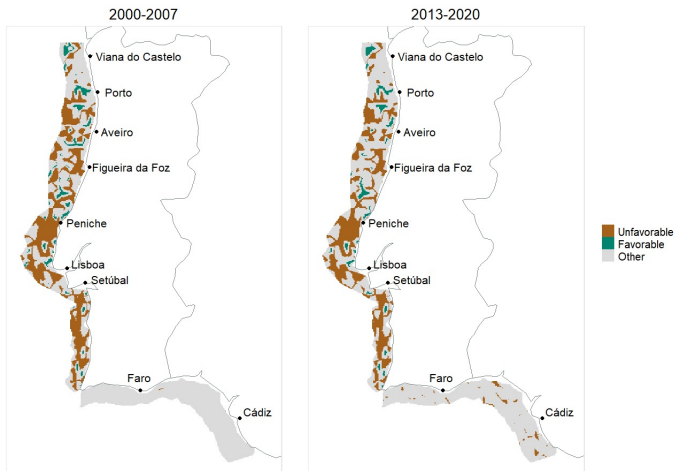 2000-2007
Viana do Castelo
Porto
Aveiro
Figueira da Foz
Peniche
Lisboa
Setúbal
Faro
Cádiz
2013-2020
Viana do Castelo
Porto
Aveiro
Figueira da Foz
Peniche
Lisboa
Setúbal
Faro
Cádiz
Unfavorable
Favorable
Other